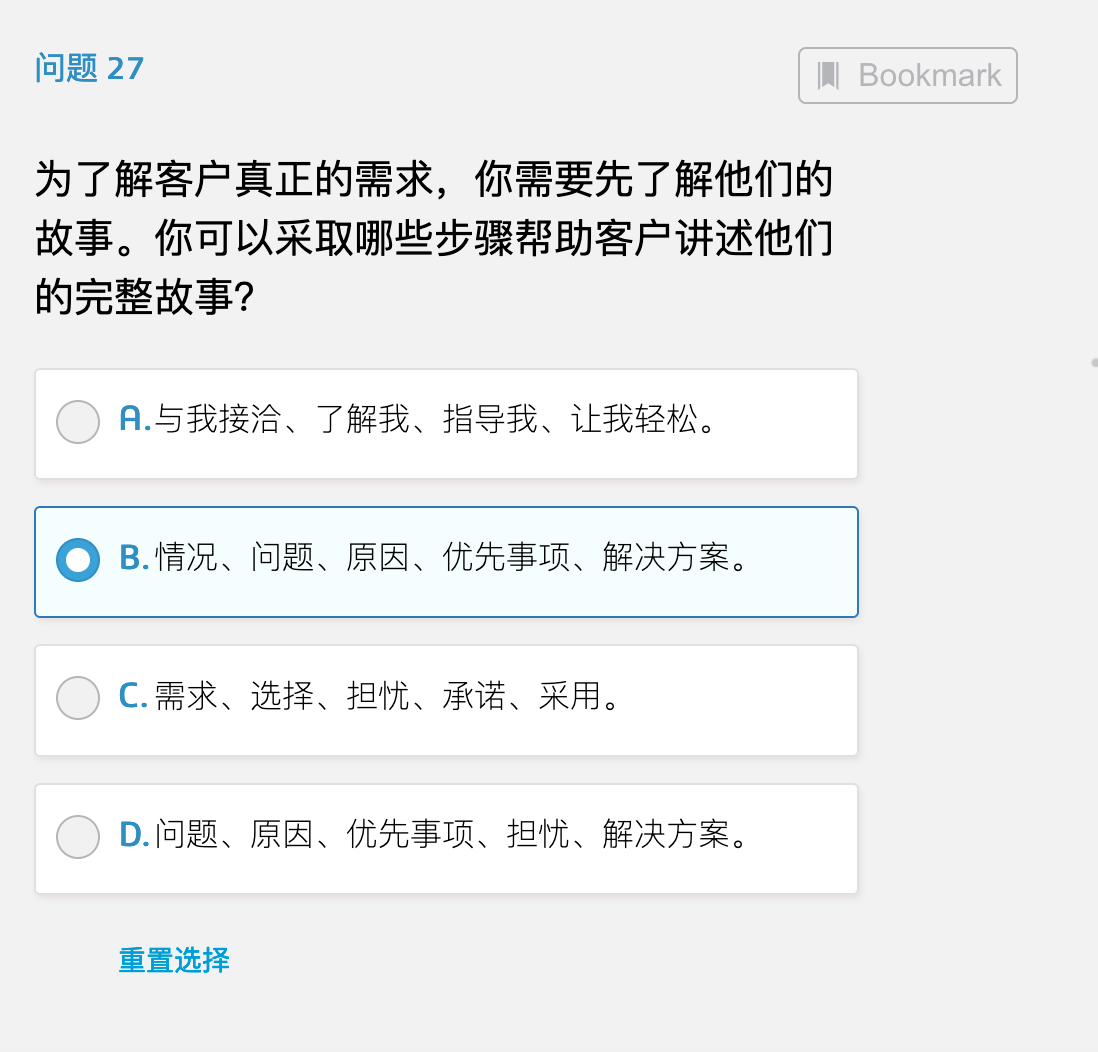 问题 27
Bookmark
为了解客户真正的需求，你需要先了解他们的
故事。你可以采取哪些步骤帮助客户讲述他们
的完整故事?
A.与我接洽、了解我、指导我、让我轻松。
B.情况、问题、原因、优先事项、解决方案。
C.需求、选择、担忧、承诺、采用。
D.问题、原因、优先事项、担忧、解决方案。
重置选择